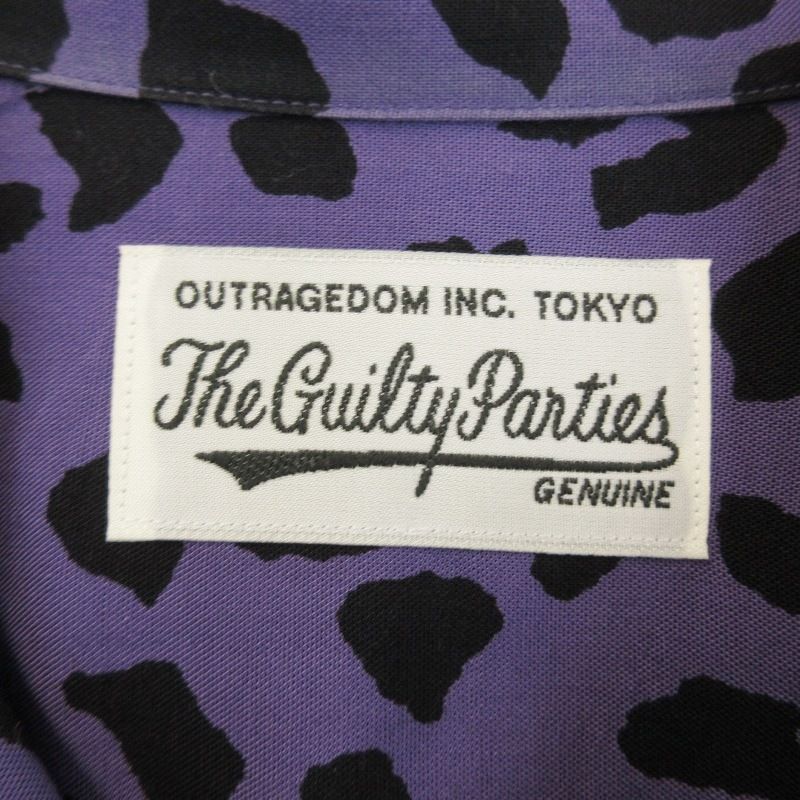 OUTRAGEDOM INC. TOKYO
The Guilty Parties
GENUINE